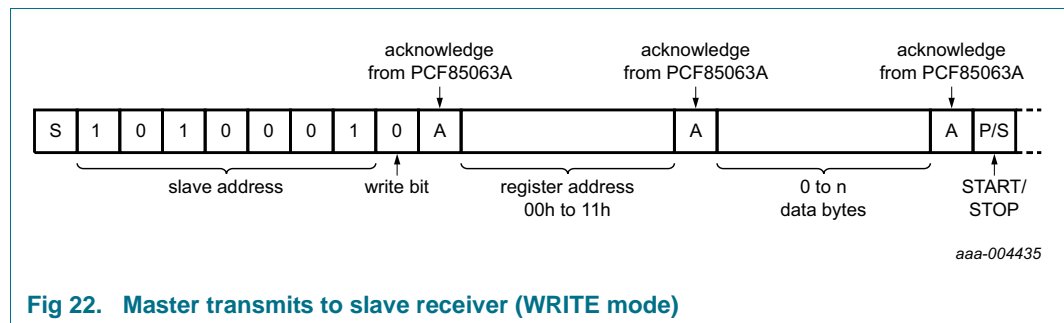 acknowledge acknowledge acknowledge
from PCF85063A from PCF85063A from PCF85063A
S 1 0 1 0 0 0 1 0 A A A P/S
slave address write bit register address 0 to n START/
00h to 11h data bytes STOP
aaa-004435
Fig 22. Master transmits to slave receiver (WRITE mode)